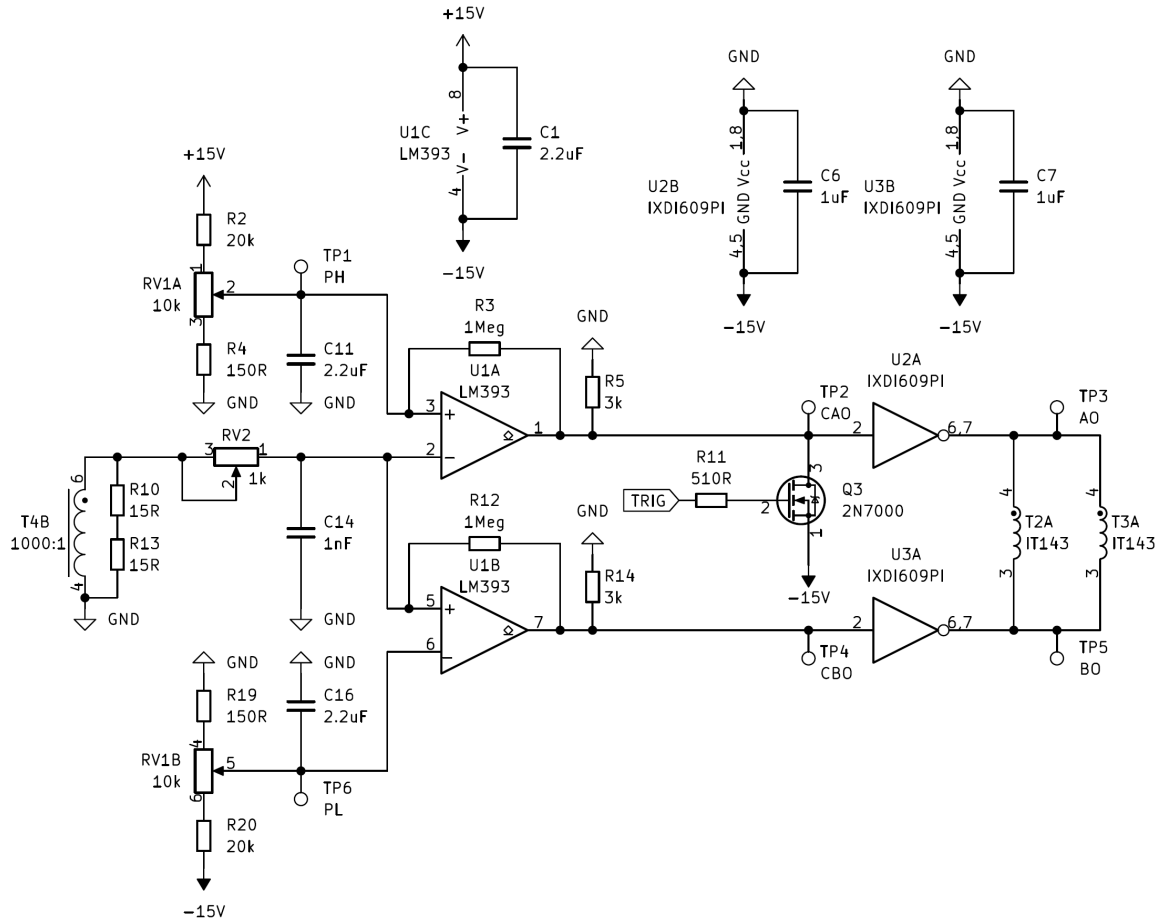 +15V
8
V+
U1C
LM393
V-
4
C1
2.2uF
-15V
GND
1,8
Vcc
U2B
IXDI609PI
GND
4,5
C6
1uF
-15V
GND
1,8
Vcc
U3B
IXDI609PI
GND
4,5
C7
1uF
-15V
+15V
R2
20k
1
RV1A
10k
2
3
R4
150R
GND
TP1
PH
C11
2.2uF
GND
R3
1Meg
U1A
LM393
3
+
2
-
1
GND
R5
3k
TP2
CAO
U2A
IXDI609PI
2
6,7
TP3
AO
6
T4B
1000:1
4
R10
15R
R13
15R
GND
RV2
3
1
2
1k
C14
1nF
GND
R12
1Meg
U1B
LM393
5
+
6
-
7
GND
R14
3k
TRIG
R11
510R
2
3
Q3
2N7000
1
-15V
TP4
CBO
U3A
IXDI609PI
2
6,7
TP5
BO
4
T2A
IT143
3
4
T3A
IT143
3
GND
R19
150R
4
RV1B
10k
5
6
R20
20k
-15V
GND
C16
2.2uF
TP6
PL